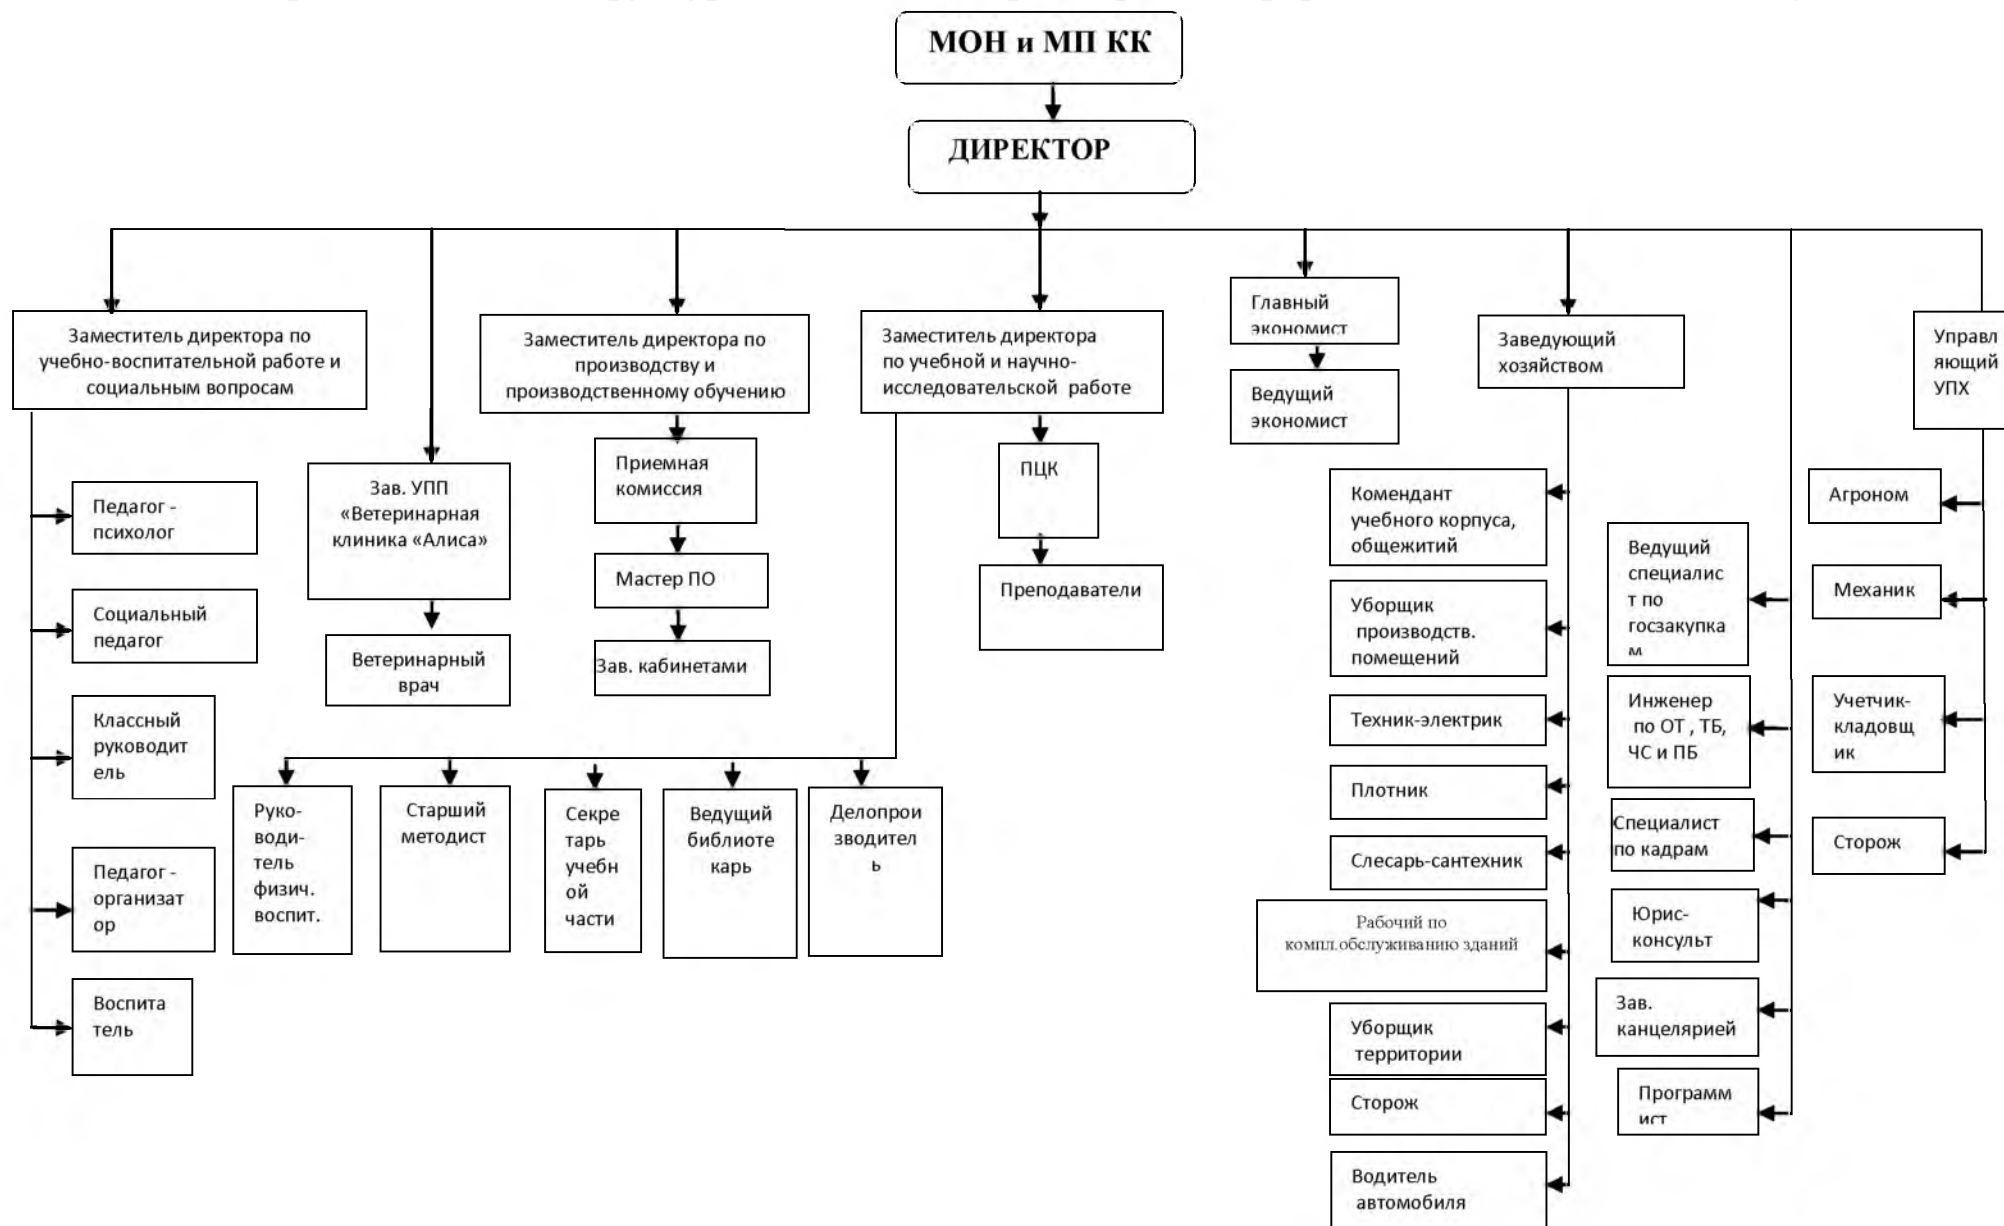 МОН и МП КК
ДИРЕКТОР
Заместитель директора по
учебно-воспитательной работе и
социальным вопросам
Зав. УПП
«Ветеринарная
клиника «Алиса»
Ветеринарный
врач
Заместитель директора по
производству и
производственному обучению
Приемная
комиссия
Мастер ПО
Зав. кабинетами
Заместитель директора
по учебной и научно-
исследовательской работе
ПЦК
Преподаватели
Главный
экономист
Ведущий
экономист
Заведующий
хозяйством
Управл
яющий
УПХ
Педагог -
психолог
Социальный
педагог
Классный
руководит
ель
Педагог -
организат
ор
Воспита
тель
Руко-
води-
тель
физич.
воспит.
Старший
методист
Секре
тарь
учебн
ой
части
Ведущий
библиоте
карь
Делопрои
зводител
ь
Комендант
учебного корпуса,
общежитий
Уборщик
производств.
помещений
Техник-электрик
Плотник
Слесарь-сантехник
Рабочий по
компл.обслуживанию зданий
Уборщик
территории
Сторож
Водитель
автомобиля
Ведущий
специалис
т по
госзакупка
м
Инженер
по ОТ , ТБ,
ЧС и ПБ
Специалист
по кадрам
Юрис-
консульт
Зав.
канцелярией
Программ
ист
Агроном
Механик
Учетчик-
кладовщ
ик
Сторож